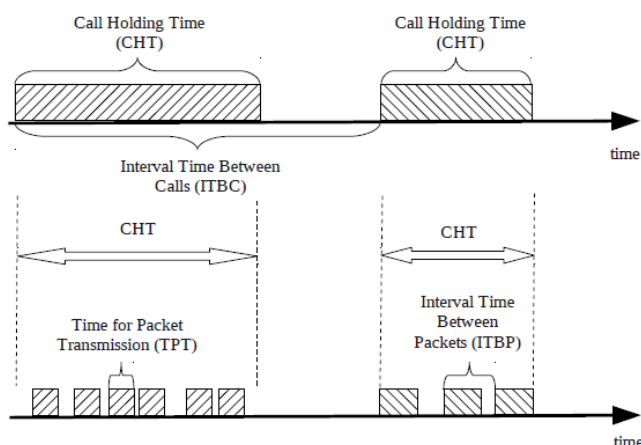 Call Holding Time
(CHT)
Call Holding Time
(CHT)
time
Interval Time Between
Calls (ITBC)
CHT
CHT
Time for Packet
Transmission (TPT)
Interval Time
Between
Packets (ITBP)
time